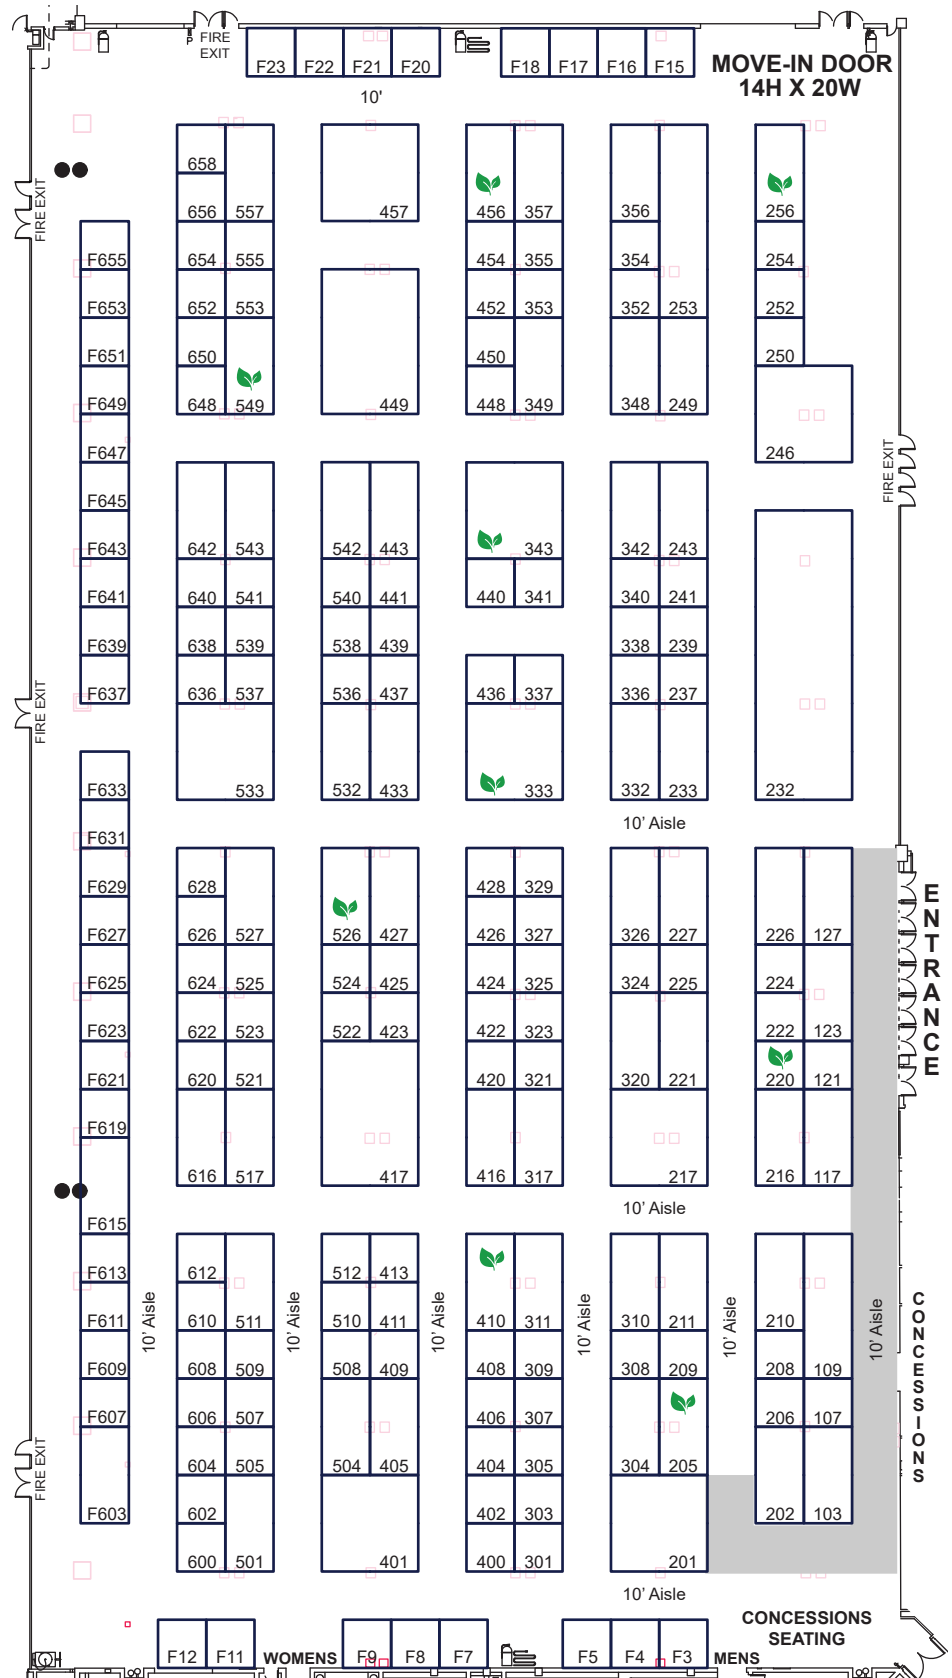 FIRE
EXIT
P
F23 F22 F21 F20
F18 F17 F16 F15
MOVE-IN DOOR
14H X 20W
10'
658
656 557
457
456 357
356
256
FIRE EXIT
F655
654 555
454 355
354
254
F653
652 553
452 353
352 253
252
F651
650
450
250
F649
648 549
449
448 349
348 249
F647
246
FIRE EXIT
F645
F643
642 543
542 443
343
342 243
F641
640 541
540 441
440 341
340 241
F639
638 539
538 439
338 239
F637
636 537
536 437
436 337
336 237
FIRE EXIT
F633
533
532 433
333
332 233
232
F631
10' Aisle
F629
628
428 329
ENTRANCE
F627
626 527
526 427
426 327
326 227
226 127
F625
624 525
524 425
424 325
324 225
224
F623
622 523
522 423
422 323
222 123
F621
620 521
420 321
320 221
220 121
F619
616 517
417
416 317
217
216 117
F615
10' Aisle
F613
612
512 413
F611
610 511
510 411
410 311
310 211
210
10' Aisle
10' Aisle
10' Aisle
10' Aisle
10' Aisle
10' Aisle
CONCESSIONS
F609
608 509
508 409
408 309
308 209
208 109
F607
606 507
406 307
206 107
604 505
504 405
404 305
304 205
FIRE EXIT
F603
602
402 303
202 103
600 501
401
400 301
201
10' Aisle
CONCESSIONS
SEATING
F12 F11
WOMENS
F9 F8 F7
F5 F4 F3
MENS